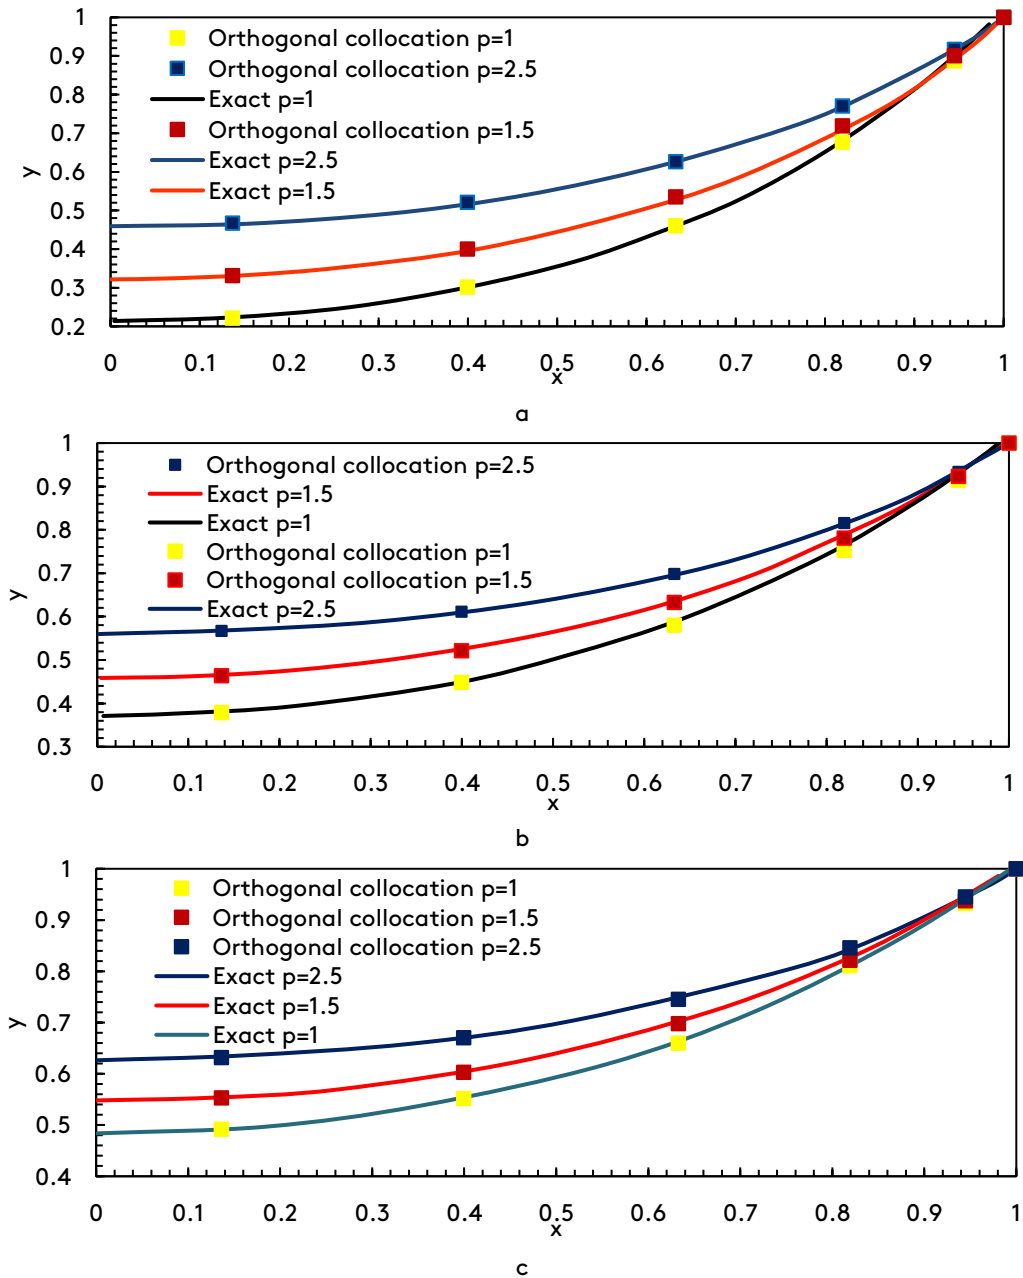 1
0.9
0.8
0.7
0.6
0.5
0.4
0.3
0.2
y
Orthogonal collocation p=1
Orthogonal collocation p=2.5
Exact p=1
Orthogonal collocation p=1.5
Exact p=2.5
Exact p=1.5
0 0.1 0.2 0.3 0.4 0.5 0.6 0.7 0.8 0.9 1
x
a
1
0.9
0.8
0.7
0.6
0.5
0.4
0.3
y
Orthogonal collocation p=2.5
Exact p=1.5
Exact p=1
Orthogonal collocation p=1
Orthogonal collocation p=1.5
Exact p=2.5
0 0.1 0.2 0.3 0.4 0.5 0.6 0.7 0.8 0.9 1
x
b
1
0.9
0.8
0.7
0.6
0.5
0.4
y
Orthogonal collocation p=1
Orthogonal collocation p=1.5
Orthogonal collocation p=2.5
Exact p=2.5
Exact p=1.5
Exact p=1
0 0.1 0.2 0.3 0.4 0.5 0.6 0.7 0.8 0.9 1
x
c